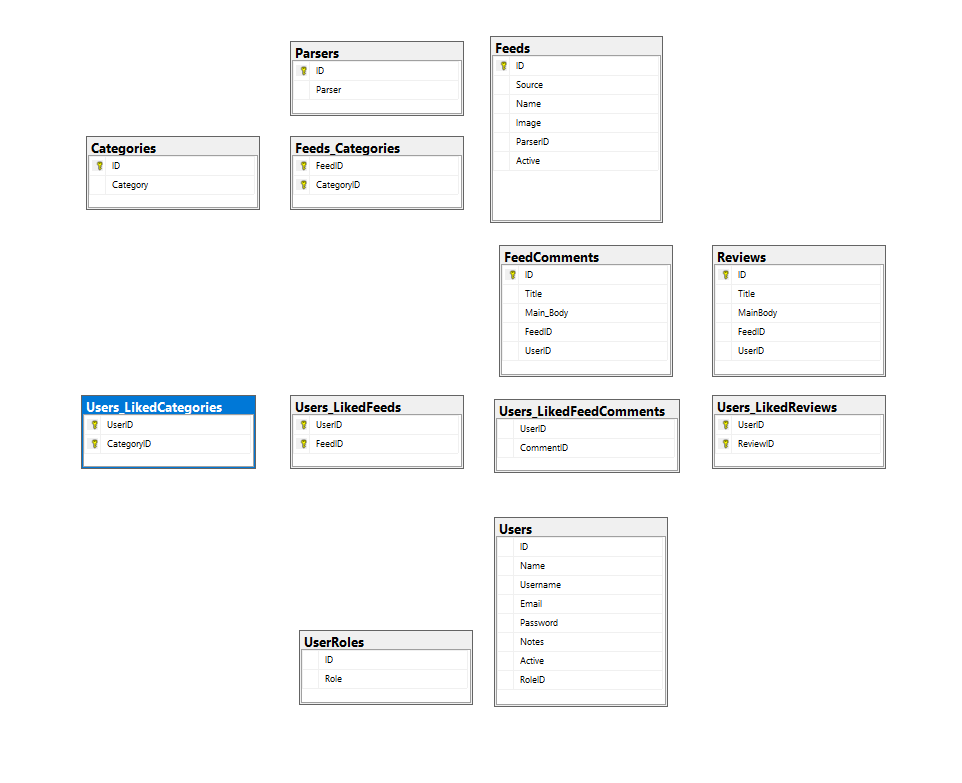 Parsers
ID
Parser
Feeds
ID
Source
Name
Image
ParserID
Active
Categories
ID
Category
Feeds_Categories
FeedID
CategoryID
FeedComments
ID
Title
Main_Body
FeedID
UserID
Reviews
ID
Title
MainBody
FeedID
UserID
Users_LikedCategories
UserID
CategoryID
Users_LikedFeeds
UserID
FeedID
Users_LikedFeedComments
UserID
CommentID
Users_LikedReviews
UserID
ReviewID
Users
ID
Name
Username
Email
Password
Notes
Active
RoleID
UserRoles
ID
Role